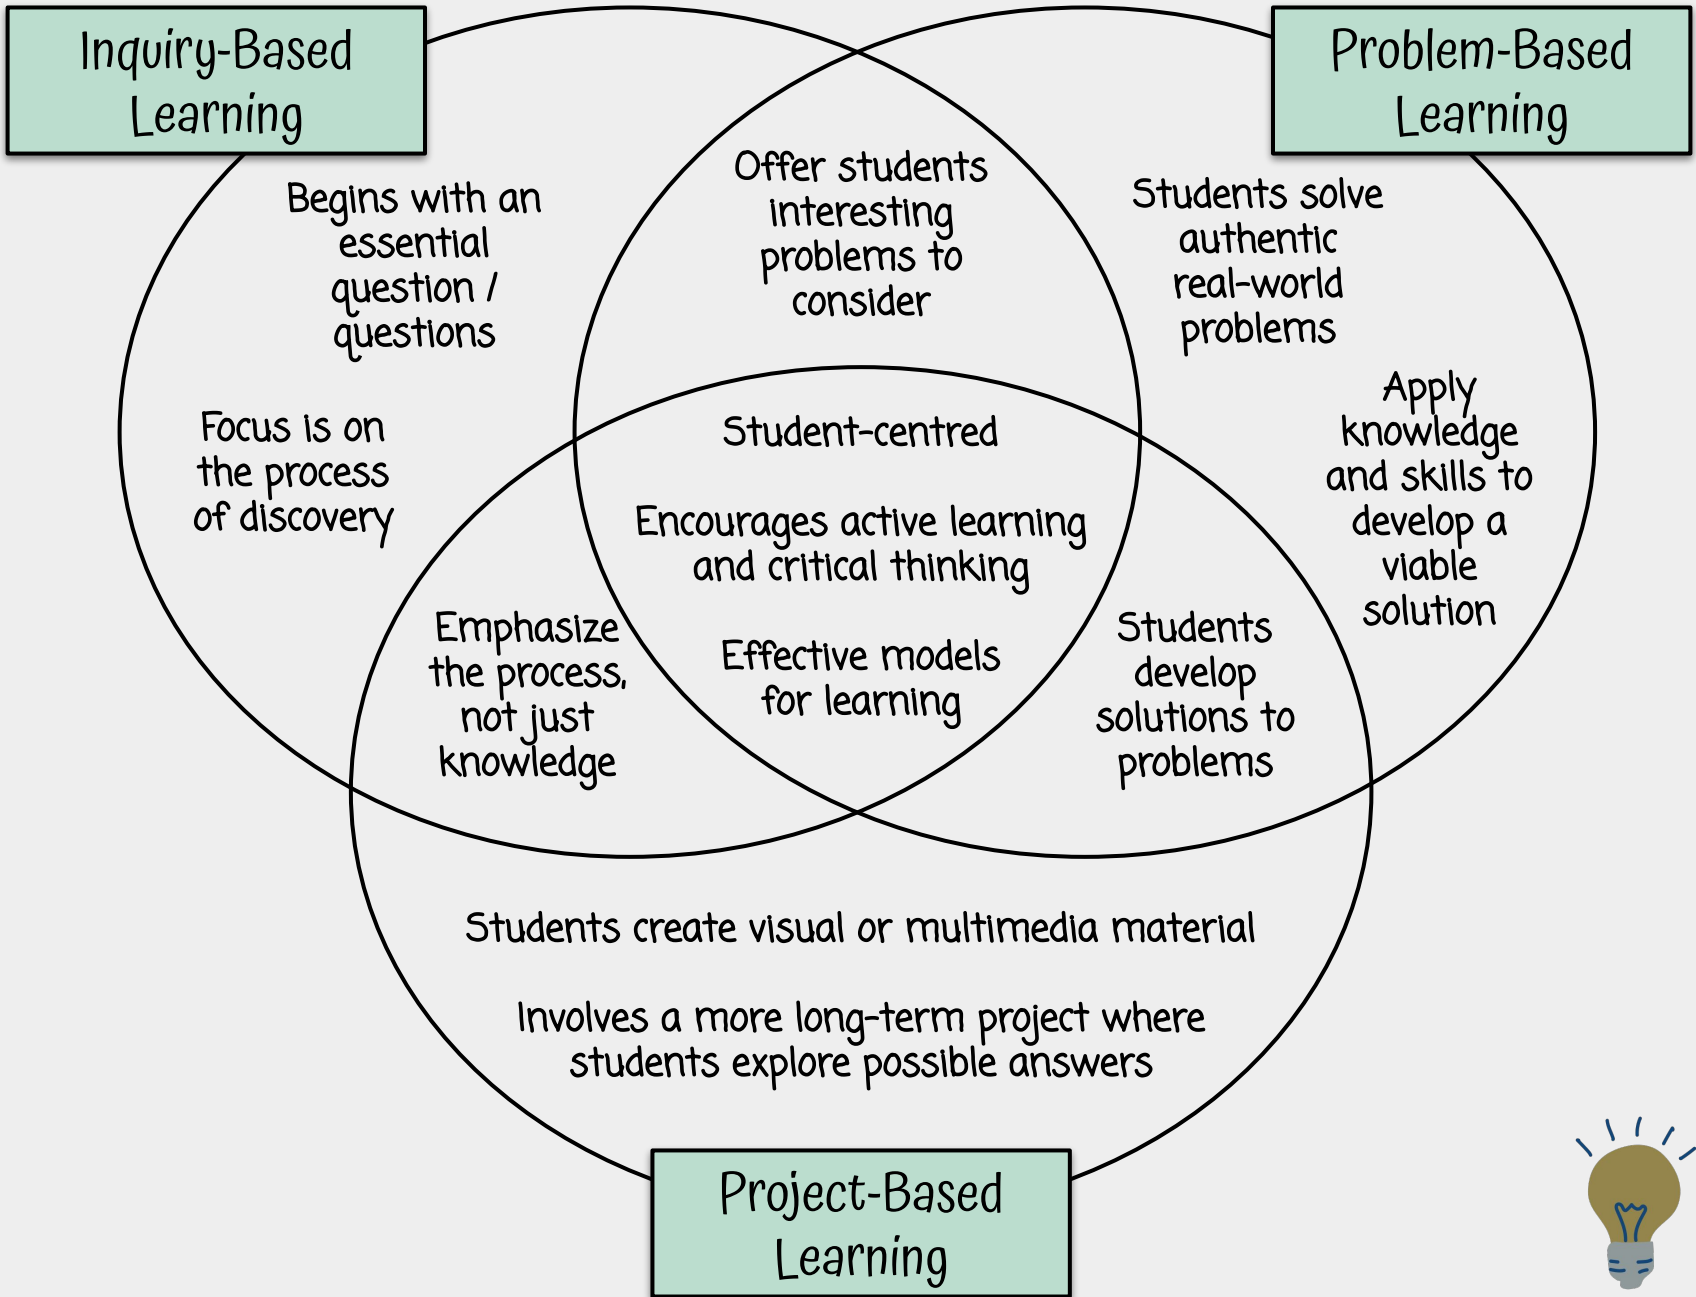 Inquiry-Based
Learning
Problem-Based
Learning
Begins with an
essential
question /
questions
Focus is on
the process
of discovery
Offer students
interesting
problems to
consider
Students solve
authentic
real-world
problems
Apply
knowledge
and skills to
develop a
viable
solution
Student-centred
Encourages active learning
and critical thinking
Effective models
for learning
Emphasize
the process,
not just
knowledge
Students
develop
solutions to
problems
Students create visual or multimedia material
Involves a more long-term project where
students explore possible answers
Project-Based
Learning